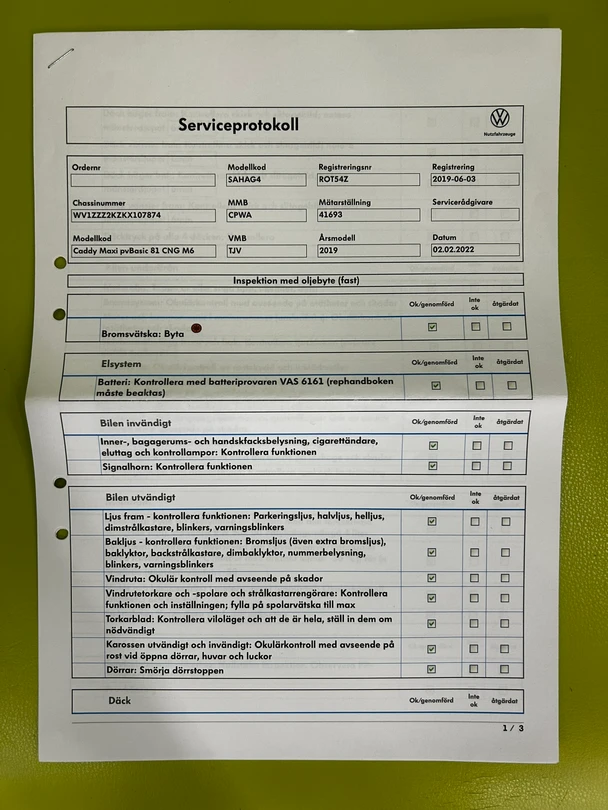 Serviceprotokoll
Nutzfahrzeuge
Ordernr Modellkod Registreringsnr Registrering
SAHAG4 ROT54Z 2019-06-03
Chassinummer MMB Mätarställning Servicerådgivare
WV1ZZZ2KZKX107874 CPWA 41693
Modellkod VMB Årsmodell Datum
Caddy Maxi pvBasic 81 CNG M6 TJV 2019 02.02.2022
Inspektion med oljebyte (fast)
Ok/genomförd Inte ok åtgärdat
Bromsvätska: Byta
Elsystem Ok/genomförd Inte ok åtgärdat
Batteri: Kontrollera med batteriprovaren VAS 6161 (rephandboken
måste beaktas)
Bilen invändigt Ok/genomförd Inte ok åtgärdat
Inner-, bagagerums- och handskfacksbelysning, cigarettändare,
eluttag och kontrollampor: Kontrollera funktionen
Signalhorn: Kontrollera funktionen
Bilen utvändigt Ok/genomförd Inte ok åtgärdat
Ljus fram - kontrollera funktionen: Parkeringsljus, halvljus, helljus,
dimstrålkastare, blinkers, varningsblinkers
Bakljus - kontrollera funktionen: Bromsljus (även extra bromsljus),
baklyktor, backstrålkastare, dimbaklyktor, nummerbelysning,
blinkers, varningsblinkers
Vindruta: Okulär kontroll med avseende på skador
Vindrutetorkare och -spolare och strålkastarrengörare: Kontrollera
funktionen och inställningen; fylla på spolarvätska till max
Torkarblad: Kontrollera viloläget och att de är hela, ställ in dem om
nödvändigt
Karossen utvändigt och invändigt: Okulärkontroll med avseende på
rost vid öppna dörrar, huvar och luckor
Dörrar: Smörja dörrstoppen
Däck Ok/genomförd Inte ok åtgärdat
1 / 3